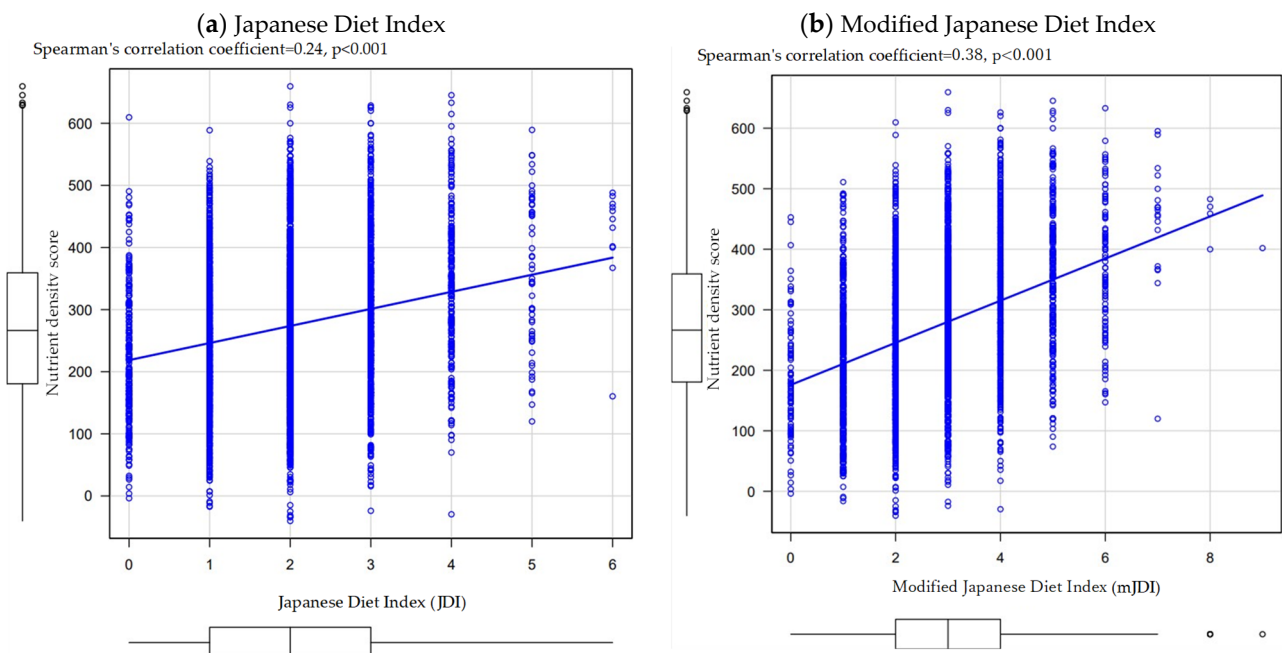 (a) Japanese Diet Index
Spearman's correlation coefficient=0.24, p<0.001
Nutrient density score
600
500
400
300
200
100
0
0 1 2 3 4 5 6
Japanese Diet Index (JDI)
(b) Modified Japanese Diet Index
Spearman's correlation coefficient=0.38, p<0.001
Nutrient density score
600
500
400
300
200
100
0
0 2 4 6 8
Modified Japanese Diet Index (mJDI)